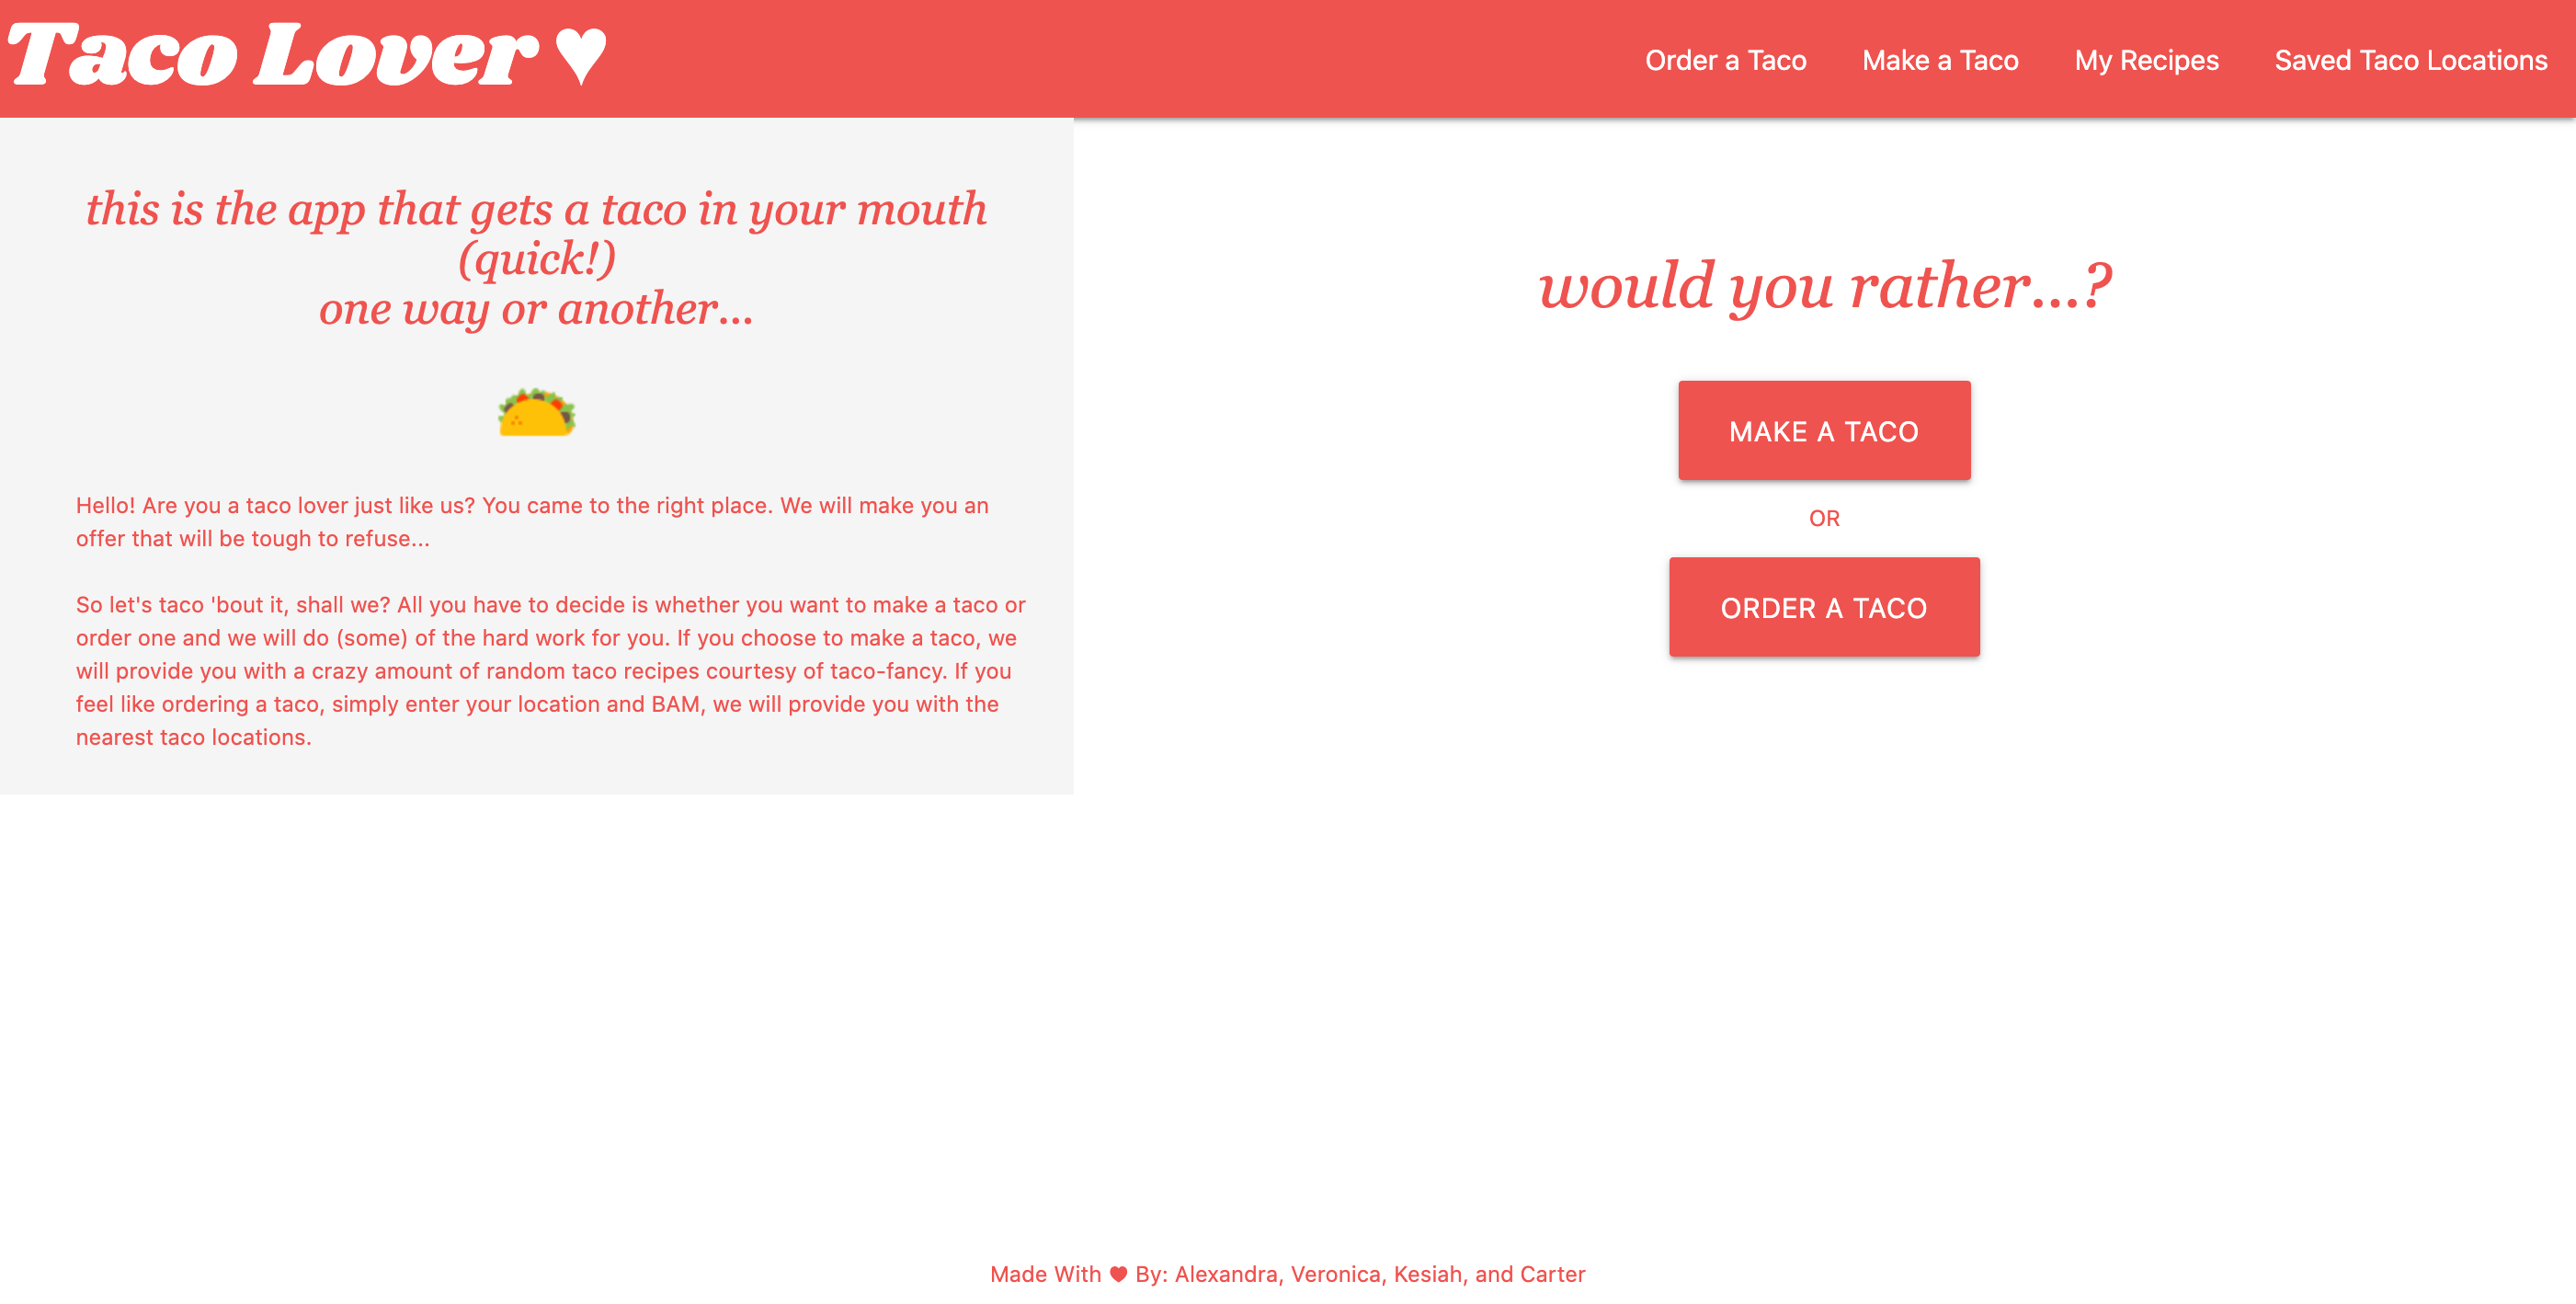 Taco Lover ♥
Order a Taco Make a Taco My Recipes Saved Taco Locations
this is the app that gets a taco in your mouth
(quick!)
one way or another...
Hello! Are you a taco lover just like us? You came to the right place. We will make you an
offer that will be tough to refuse...
So let's taco 'bout it, shall we? All you have to decide is whether you want to make a taco or
order one and we will do (some) of the hard work for you. If you choose to make a taco, we
will provide you with a crazy amount of random taco recipes courtesy of taco-fancy. If you
feel like ordering a taco, simply enter your location and BAM, we will provide you with the
nearest taco locations.
would you rather...?
MAKE A TACO
OR
ORDER A TACO
Made With ♥ By: Alexandra, Veronica, Kesiah, and Carter